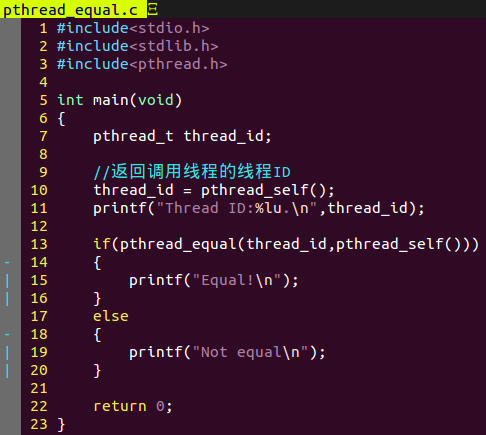 pthread_equal.c
1 #include<stdio.h>
2 #include<stdlib.h>
3 #include<pthread.h>
4
5 int main(void)
6 {
7     pthread_t thread_id;
8
9     //返回调用线程的线程ID
10     thread_id = pthread_self();
11     printf("Thread ID:%lu.\n",thread_id);
12
13     if(pthread_equal(thread_id,pthread_self()))
14     {
15         printf("Equal!\n");
16     }
17     else
18     {
19         printf("Not equal\n");
20     }
21
22     return 0;
23 }